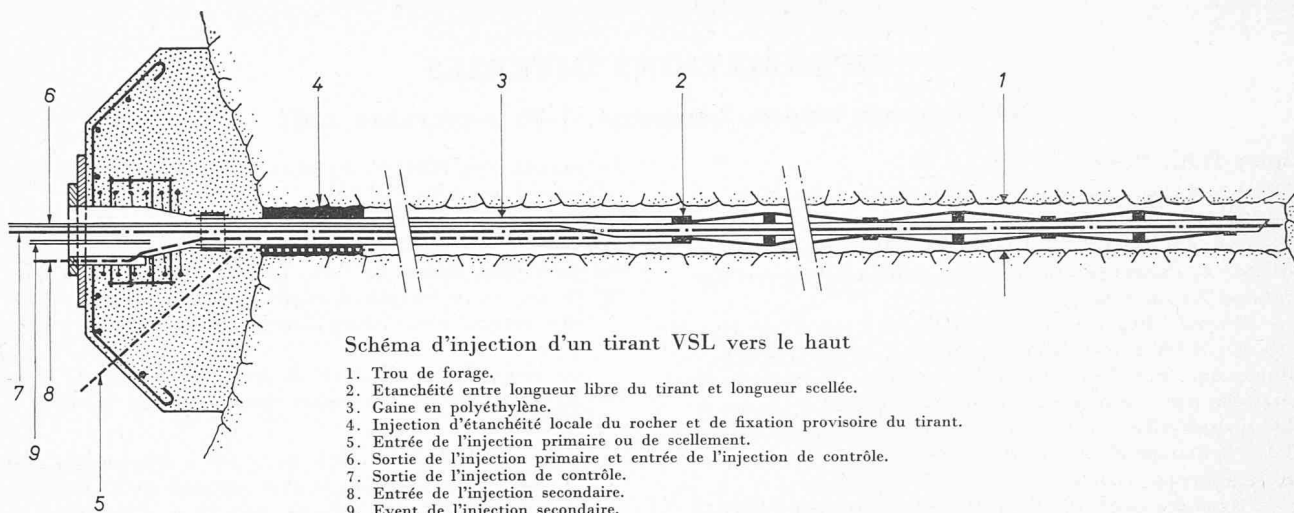 6
4
3
2
1
Schéma d'injection d'un tirant VSL vers le haut
1. Trou de forage.
2. Etanchéité entre longueur libre du tirant et longueur scellée.
3. Gaine en polyéthylène.
4. Injection d'étanchéité locale du rocher et de fixation provisoire du tirant.
5. Entrée de l'injection primaire ou de scellement.
6. Sortie de l'injection primaire et entrée de l'injection de contrôle.
7. Sortie de l'injection de contrôle.
8. Entrée de l'injection secondaire.
9. Event de l'injection secondaire.
7
8
9
5